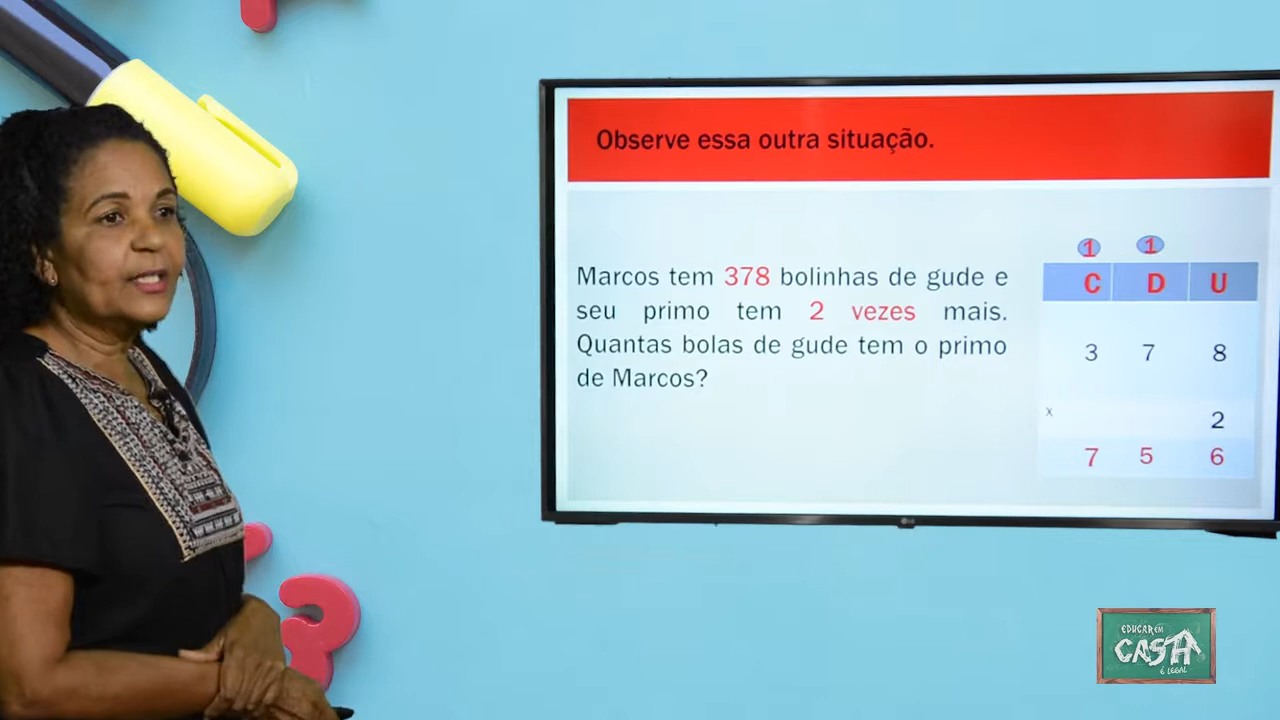 Observe essa outra situação.
Marcos tem 378 bolinhas de gude e
seu primo tem 2 vezes mais.
Quantas bolas de gude tem o primo
de Marcos?
1 1
C D U
3 7 8
x 2
7 5 6
LG
EDUCAR EM
CASA
É LEGAL